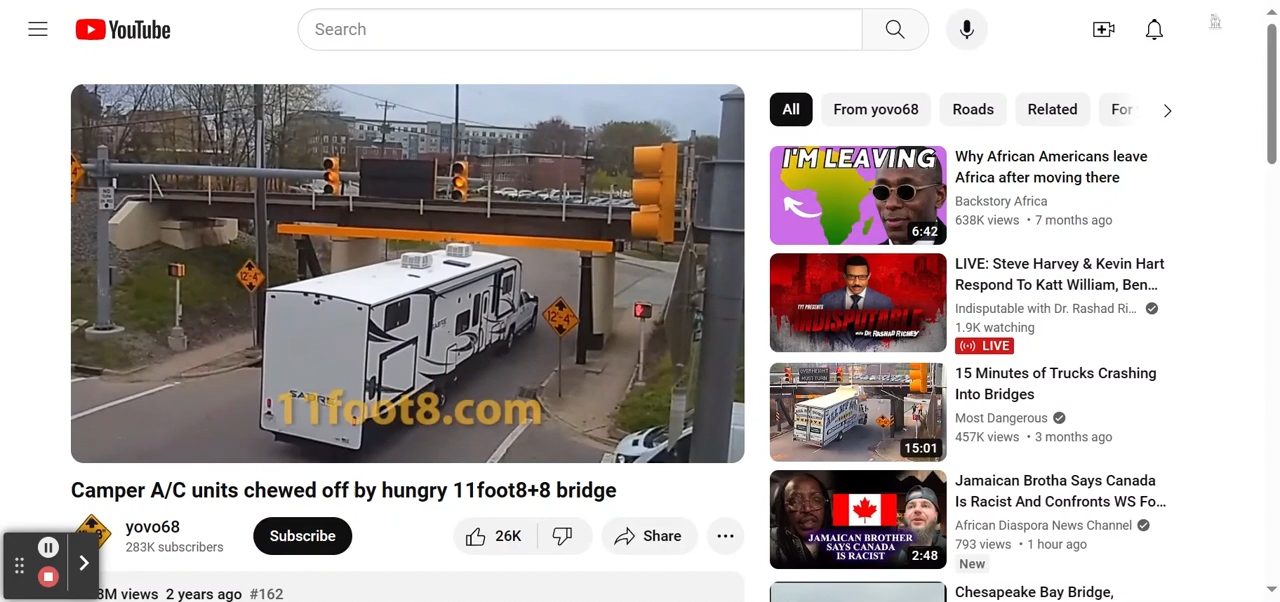 YouTube
Search
12'-4"
12'-4"
11foot8.com
Camper A/C units chewed off by hungry 11foot8+8 bridge
yovo68
283K subscribers
Subscribe
26K
Share
views 2 years ago #162
All
From yovo68
Roads
Related
For
I'M LEAVING
6:42
Why African Americans leave
Africa after moving there
Backstory Africa
638K views • 7 months ago
INDISPUTABLE
WITH DR. RASHAD RICHEY
LIVE: Steve Harvey & Kevin Hart
Respond To Katt William, Ben...
Indisputable with Dr. Rashad Ri...
1.9K watching
LIVE
15:01
15 Minutes of Trucks Crashing
Into Bridges
Most Dangerous
457K views • 3 months ago
JAMAICAN BROTHER
SAYS CANADA
IS RACIST
2:48
Jamaican Brotha Says Canada
Is Racist And Confronts WS Fo...
African Diaspora News Channel
793 views • 1 hour ago
New
Chesapeake Bay Bridge,